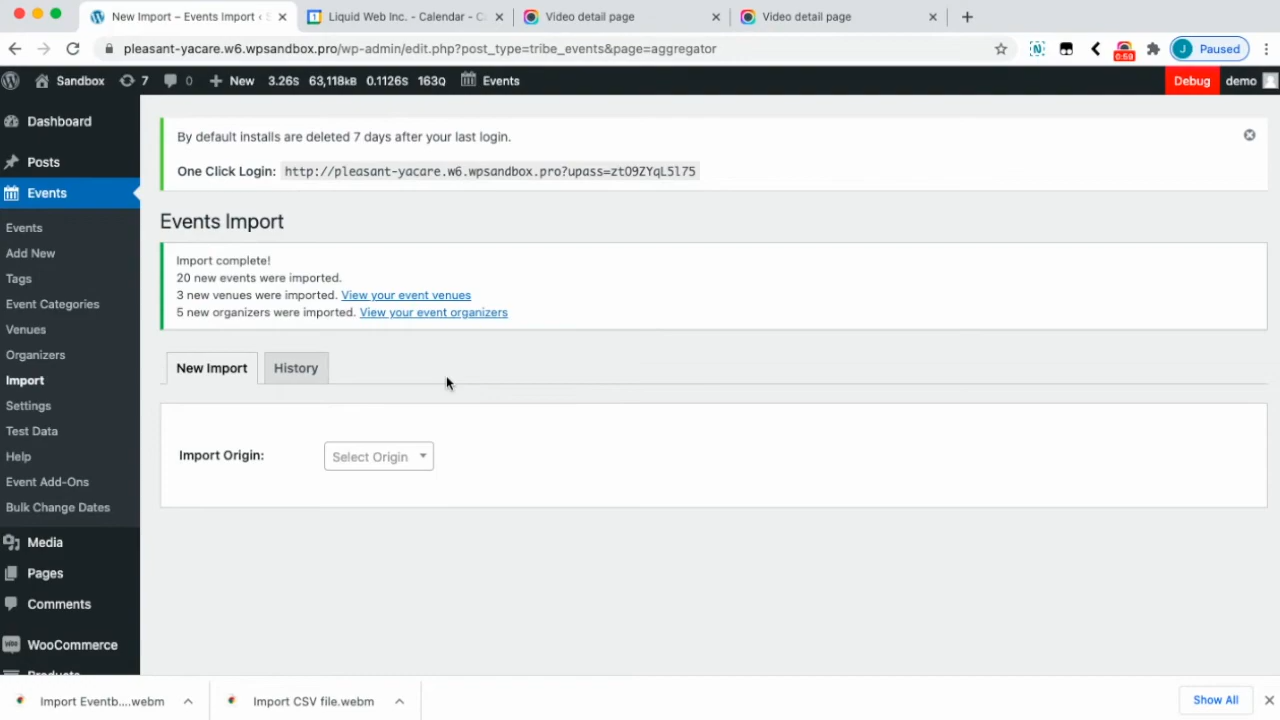 New Import – Events Import ‹ S
Liquid Web Inc. - Calendar - C
Video detail page
Video detail page
pleasant-yacare.w6.wpsandbox.pro/wp-admin/edit.php?post_type=tribe_events&page=aggregator
0:59
J Paused
Sandbox 7 0 New 3.26s 63,118kB 0.1126s 163Q Events Debug demo
Dashboard
Posts
Events
Events
Add New
Tags
Event Categories
Venues
Organizers
Import
Settings
Test Data
Help
Event Add-Ons
Bulk Change Dates
Media
Pages
Comments
WooCommerce
Products
By default installs are deleted 7 days after your last login.
One Click Login: http://pleasant-yacare.w6.wpsandbox.pro?upass=ztO9ZYqL5l75
Events Import
Import complete!
20 new events were imported.
3 new venues were imported. View your event venues
5 new organizers were imported. View your event organizers
New Import History
Import Origin: Select Origin
Import Eventb....webm
Import CSV file.webm
Show All